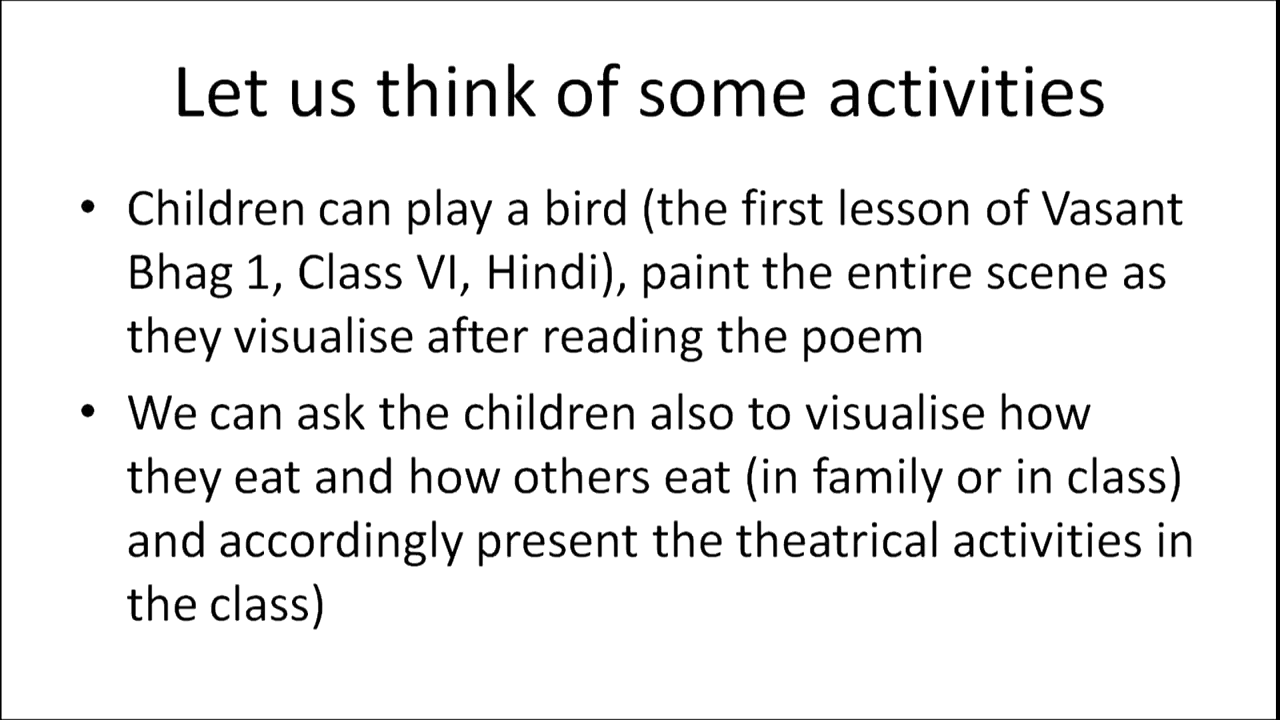 Let us think of some activities
• Children can play a bird (the first lesson of Vasant
Bhag 1, Class VI, Hindi), paint the entire scene as
they visualise after reading the poem
• We can ask the children also to visualise how
they eat and how others eat (in family or in class)
and accordingly present the theatrical activities in
the class)